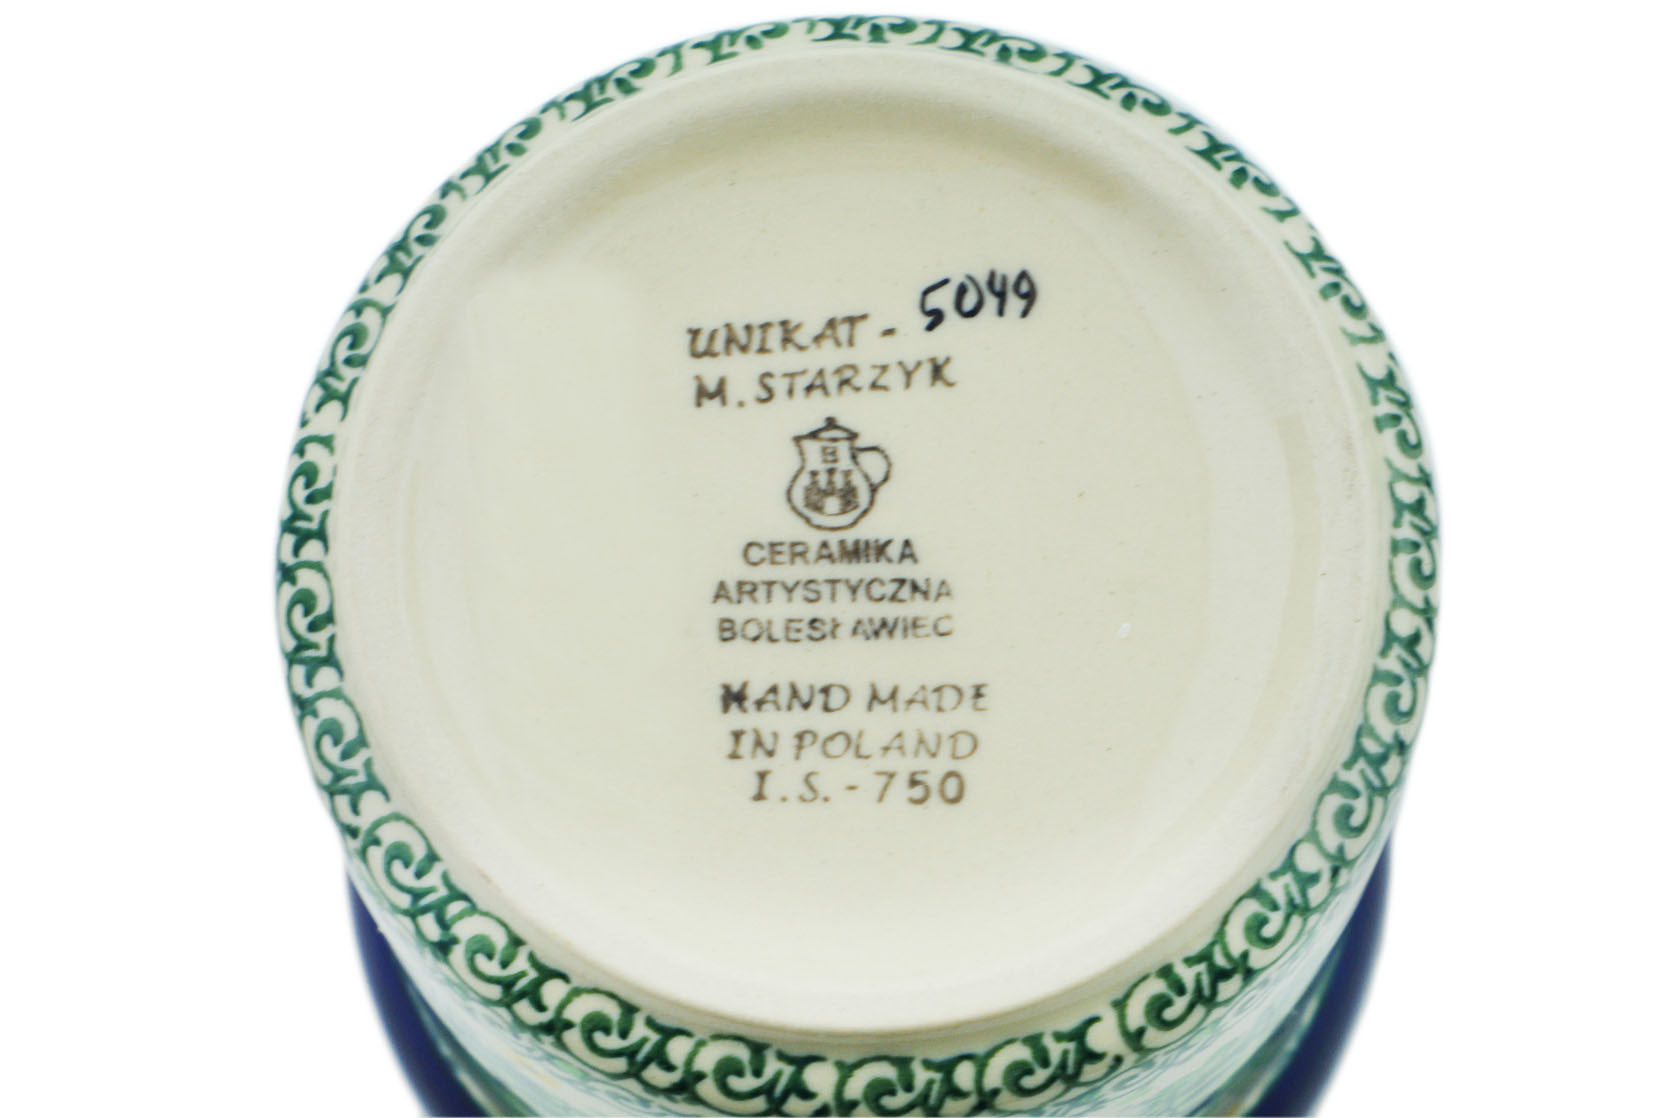 UNIKAT - 5049
M. STARZYK
B
CERAMIKA
ARTYSTYCZNA
BOLESŁAWIEC
HAND MADE
IN POLAND
I.S. - 750